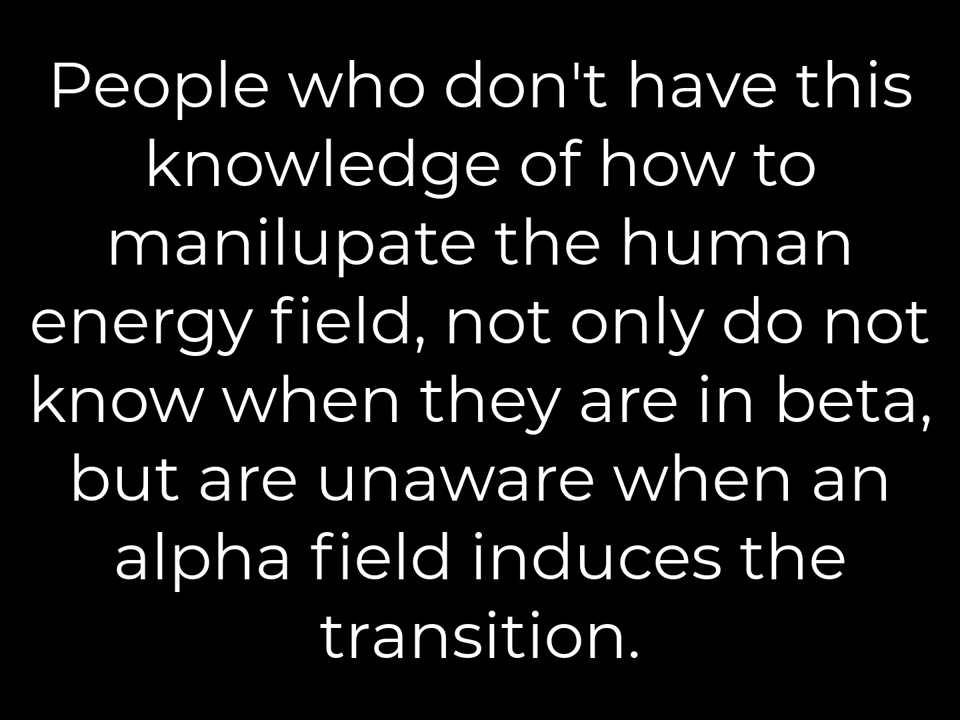 People who don't have this
knowledge of how to
manilupate the human
energy field, not only do not
know when they are in beta,
but are unaware when an
alpha field induces the
transition.